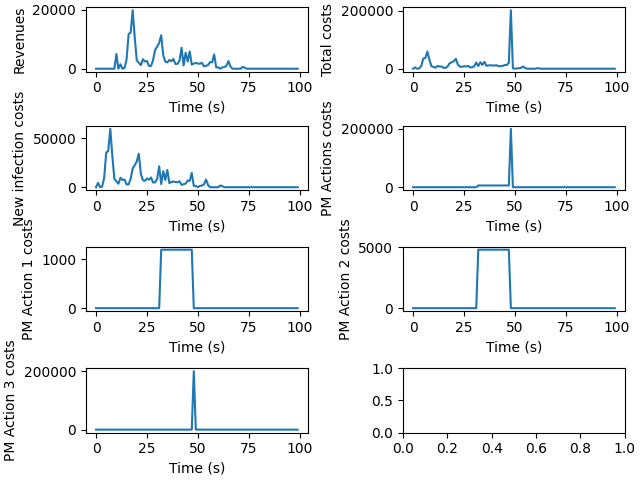 Revenues
20000
0
0 25 50 75 100
Time (s)
Total costs
200000
0
0 25 50 75 100
Time (s)
New infection costs
50000
0
0 25 50 75 100
Time (s)
PM Actions costs
200000
0
0 25 50 75 100
Time (s)
PM Action 1 costs
1000
0
0 25 50 75 100
Time (s)
PM Action 2 costs
5000
0
0 25 50 75 100
Time (s)
PM Action 3 costs
200000
0
0 25 50 75 100
Time (s)
1.0
0.5
0.0
0.0 0.2 0.4 0.6 0.8 1.0